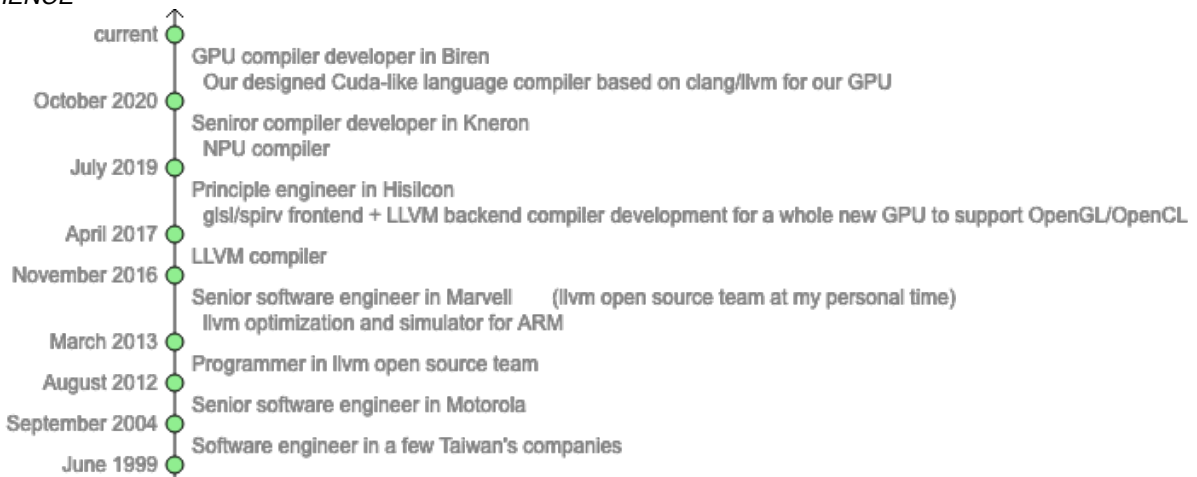 IENCE
current
GPU compiler developer in Biren
Our designed Cuda-like language compiler based on clang/llvm for our GPU
October 2020
Seniror compiler developer in Kneron
NPU compiler
July 2019
Principle engineer in Hisilcon
glsl/spirv frontend + LLVM backend compiler development for a whole new GPU to support OpenGL/OpenCL
April 2017
LLVM compiler
November 2016
Senior software engineer in Marvell (llvm open source team at my personal time)
llvm optimization and simulator for ARM
March 2013
Programmer in llvm open source team
August 2012
Senior software engineer in Motorola
September 2004
Software engineer in a few Taiwan's companies
June 1999